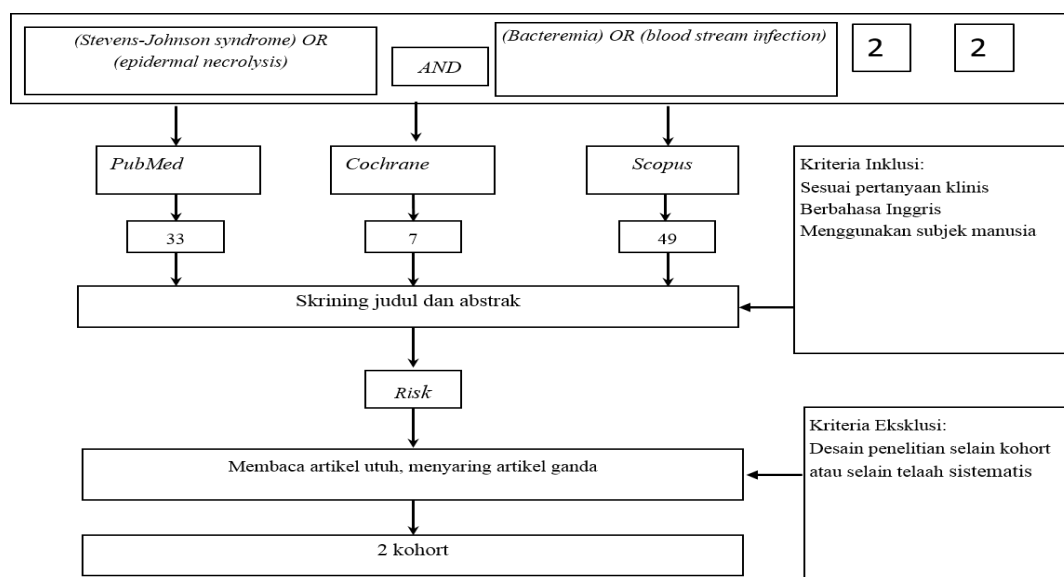 (Stevens-Johnson syndrome) OR
(epidermal necrolysis)
AND
(Bacteremia) OR (blood stream infection)
2
2
PubMed
Cochrane
Scopus
33
7
49
Kriteria Inklusi:
Sesuai pertanyaan klinis
Berbahasa Inggris
Menggunakan subjek manusia
Skrining judul dan abstrak
Risk
Kriteria Eksklusi:
Desain penelitian selain kohort
atau selain telaah sistematis
Membaca artikel utuh, menyaring artikel ganda
2 kohort